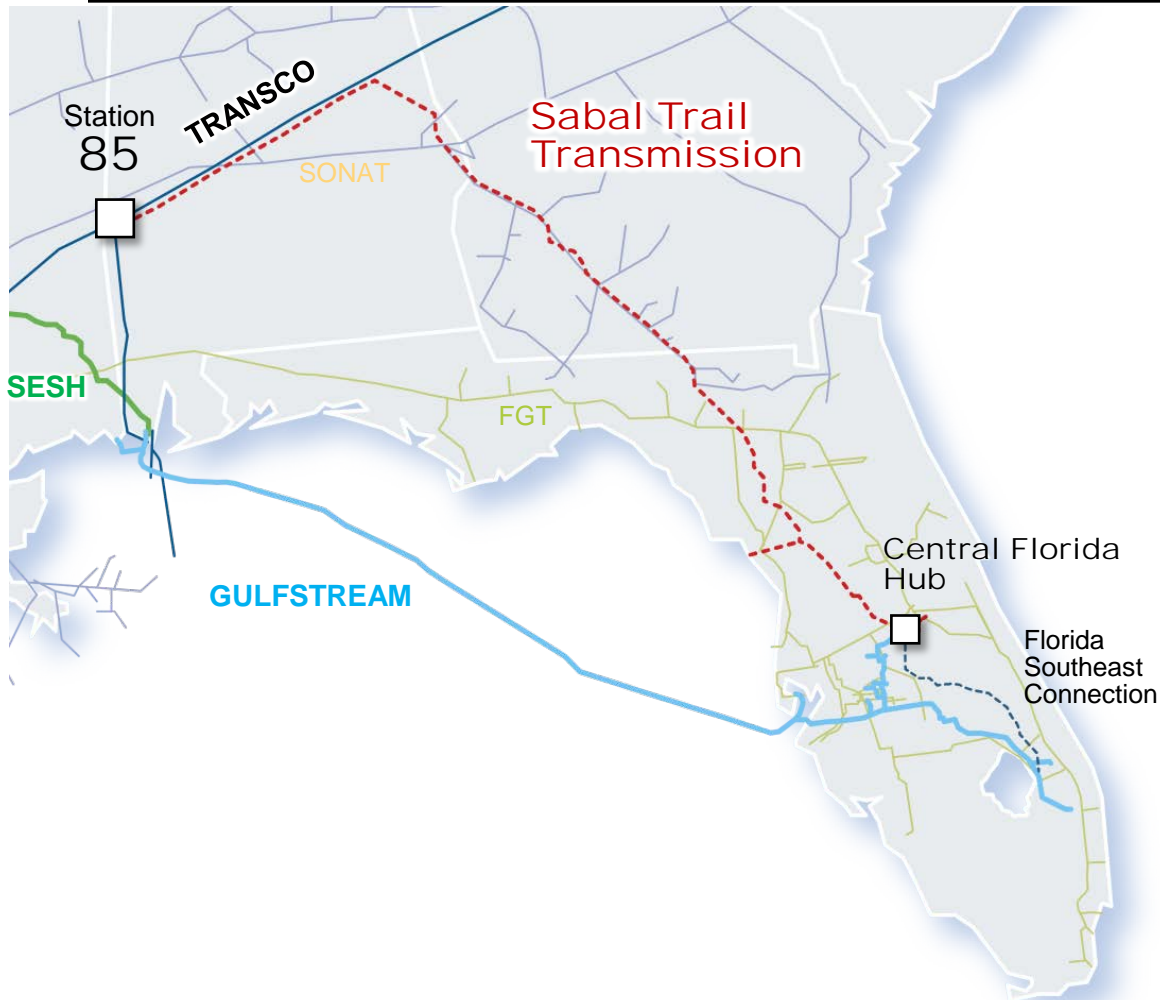 TRANSCO
Station
85
Sabal Trail
Transmission
SONAT
SESH
FGT
Central Florida
Hub
GULFSTREAM
Florida
Southeast
Connection